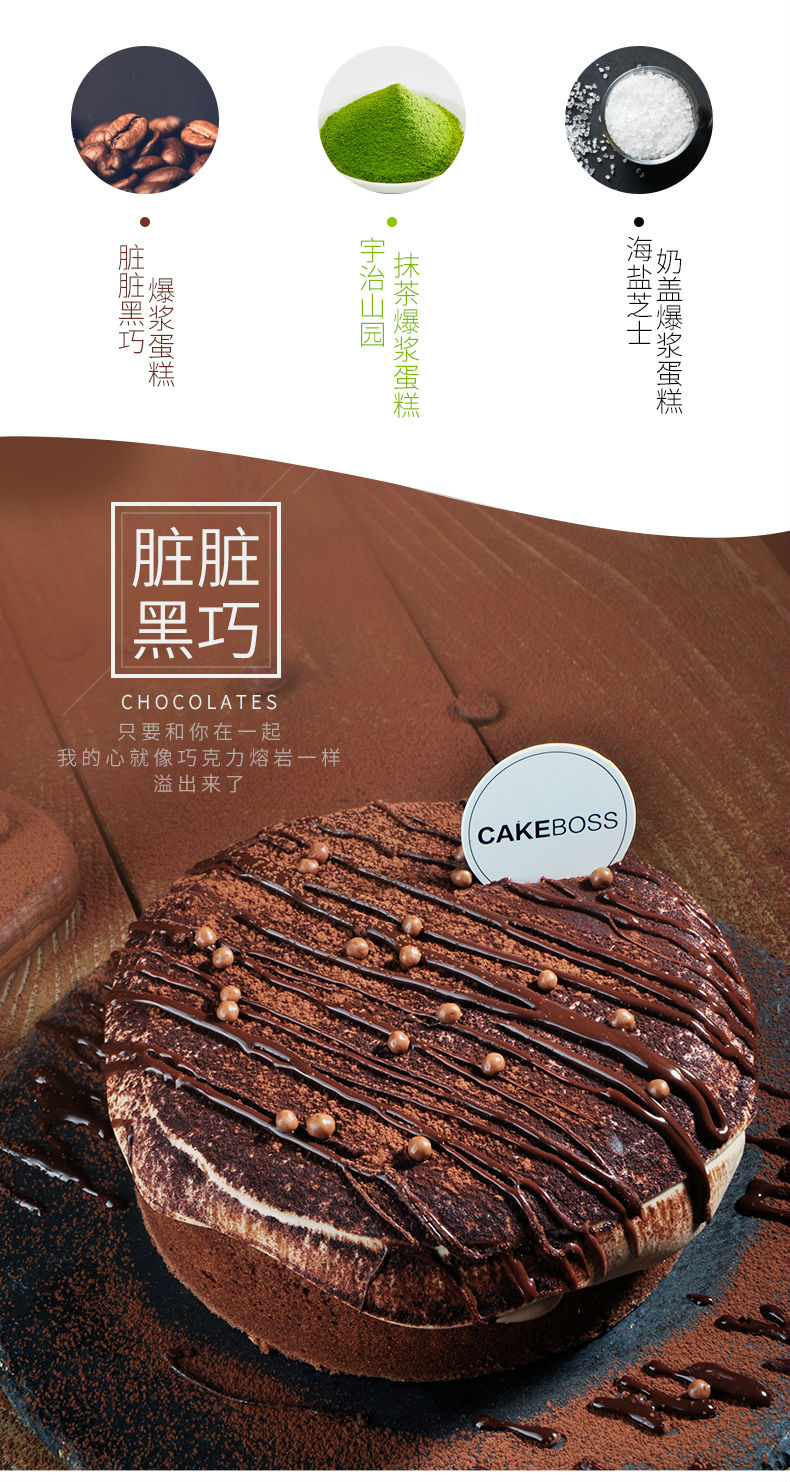 脏脏黑巧
爆浆蛋糕
宇治山园
抹茶爆浆蛋糕
海盐芝士
奶盖爆浆蛋糕
脏脏
黑巧
CHOCOLATES
只要和你在一起
我的心就像巧克力熔岩一样
溢出来了
CAKEBOSS